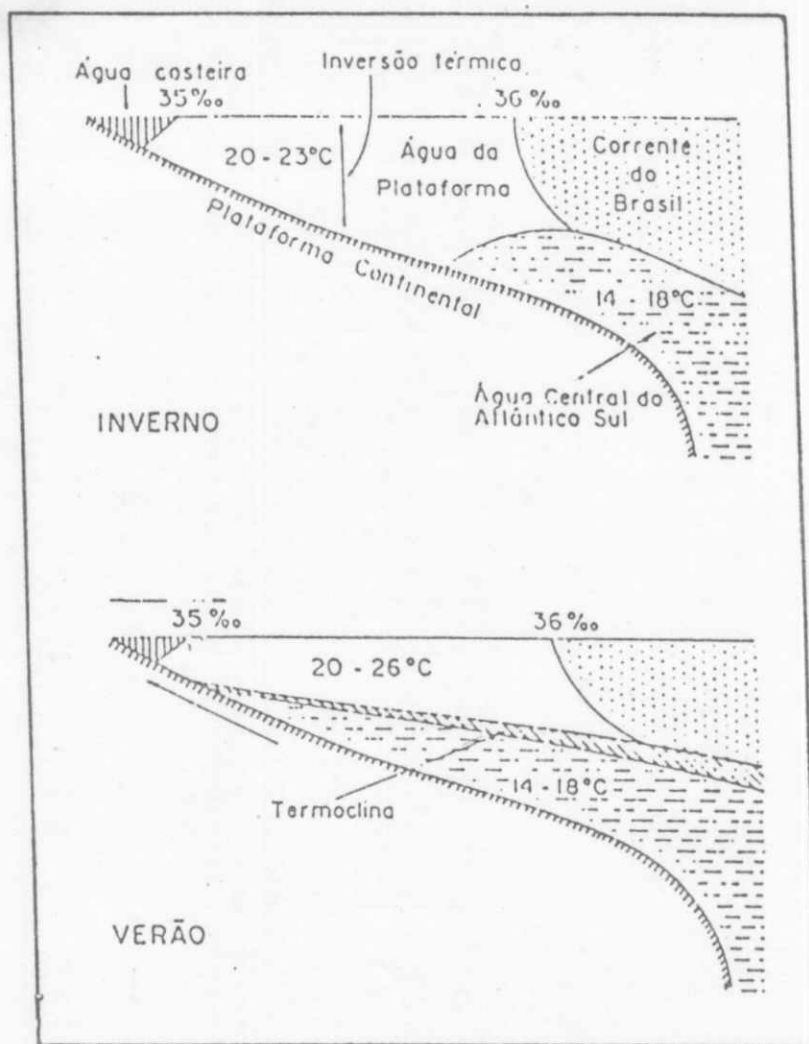 Inversão térmica
Água costeira
35‰
36‰
20 - 23°C
Água da
Plataforma
Corrente
do
Brasil
Plataforma Continental
14 - 18°C
Água Central do
Atlântico Sul
INVERNO
35‰
36‰
20 - 26°C
14 - 18°C
Termoclina
VERÃO